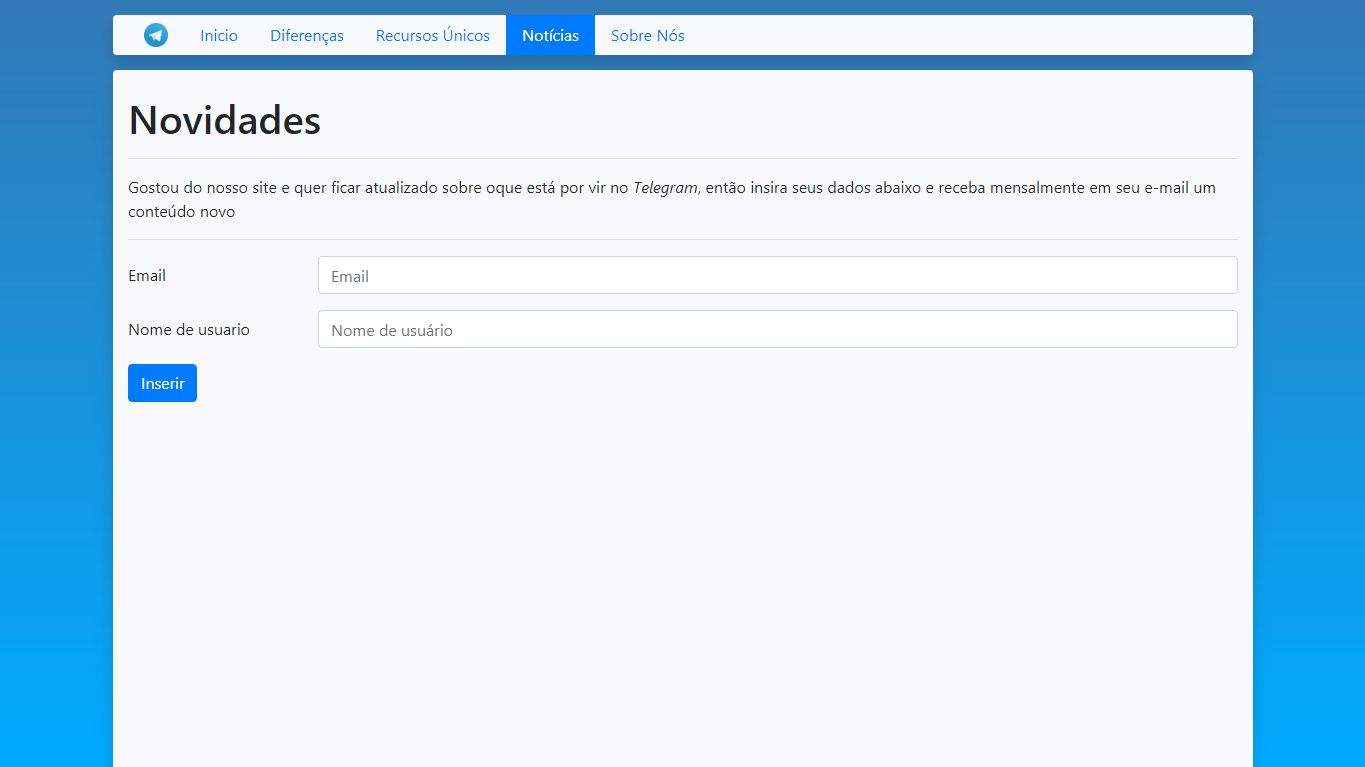 Inicio Diferenças Recursos Únicos Notícias Sobre Nós
Novidades
Gostou do nosso site e quer ficar atualizado sobre oque está por vir no Telegram, então insira seus dados abaixo e receba mensalmente em seu e-mail um
conteúdo novo
Email Email
Nome de usuario Nome de usuário
Inserir